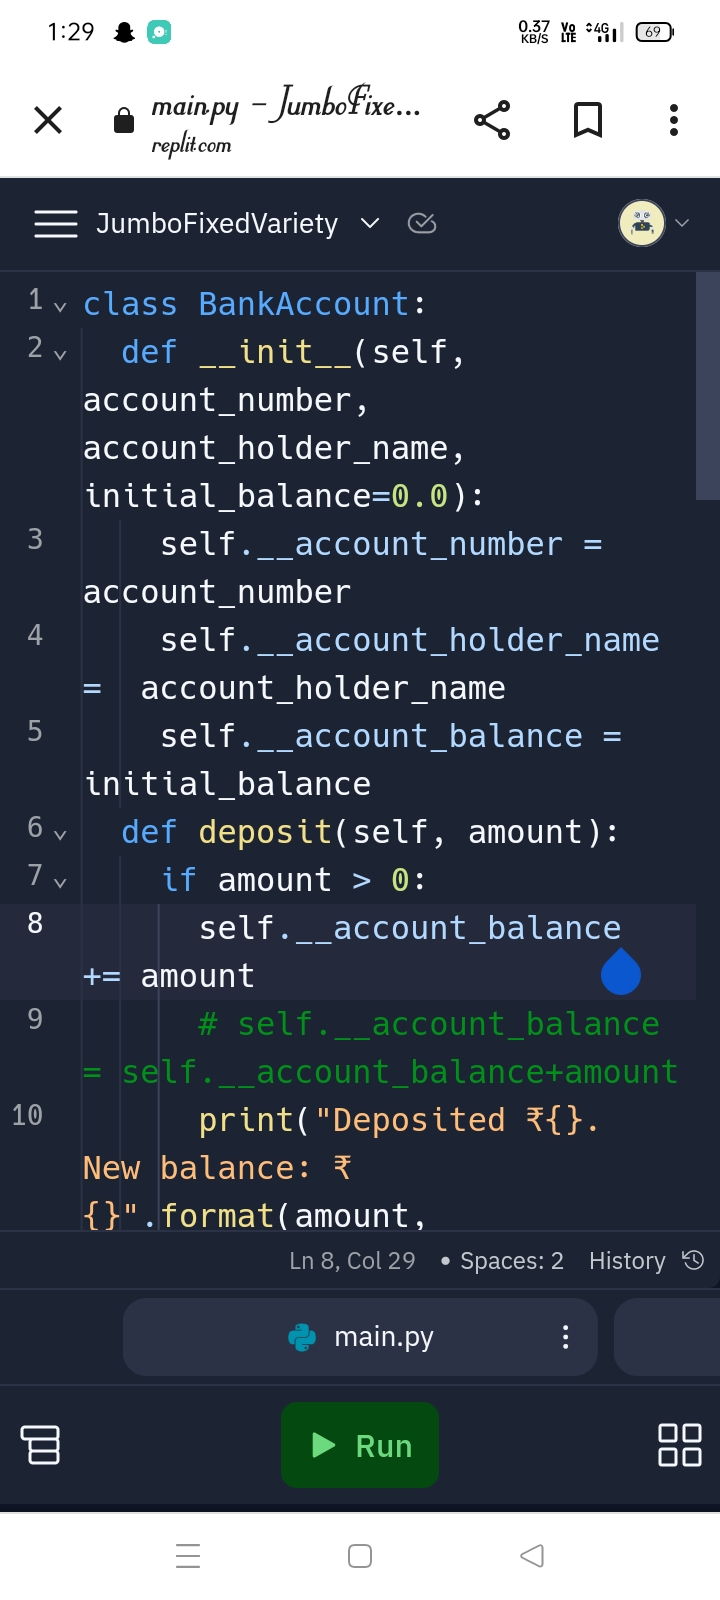 1:29
0.37 KB/S Vo LTE 4G 69
main.py – JumboFixe...
replit.com
JumboFixedVariety
1 class BankAccount:
2 def __init__(self,
account_number,
account_holder_name,
initial_balance=0.0):
3 self.__account_number =
account_number
4 self.__account_holder_name
= account_holder_name
5 self.__account_balance =
initial_balance
6 def deposit(self, amount):
7 if amount > 0:
8 self.__account_balance
+= amount
9 # self.__account_balance
= self.__account_balance+amount
10 print("Deposited ₹{}.
New balance: ₹
{}".format(amount,
Ln 8, Col 29 • Spaces: 2 History
main.py
Run